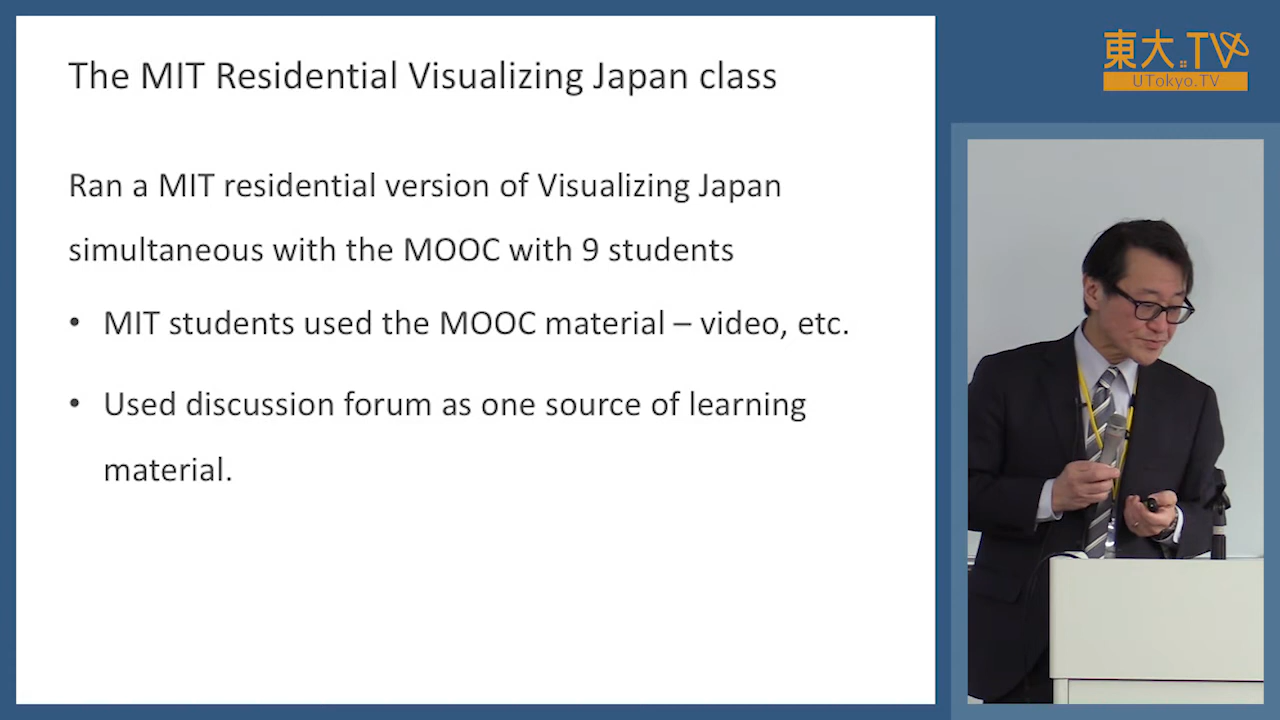 The MIT Residential Visualizing Japan class
Ran a MIT residential version of Visualizing Japan
simultaneous with the MOOC with 9 students
• MIT students used the MOOC material – video, etc.
• Used discussion forum as one source of learning
material.
東大.TV
UTokyo.TV